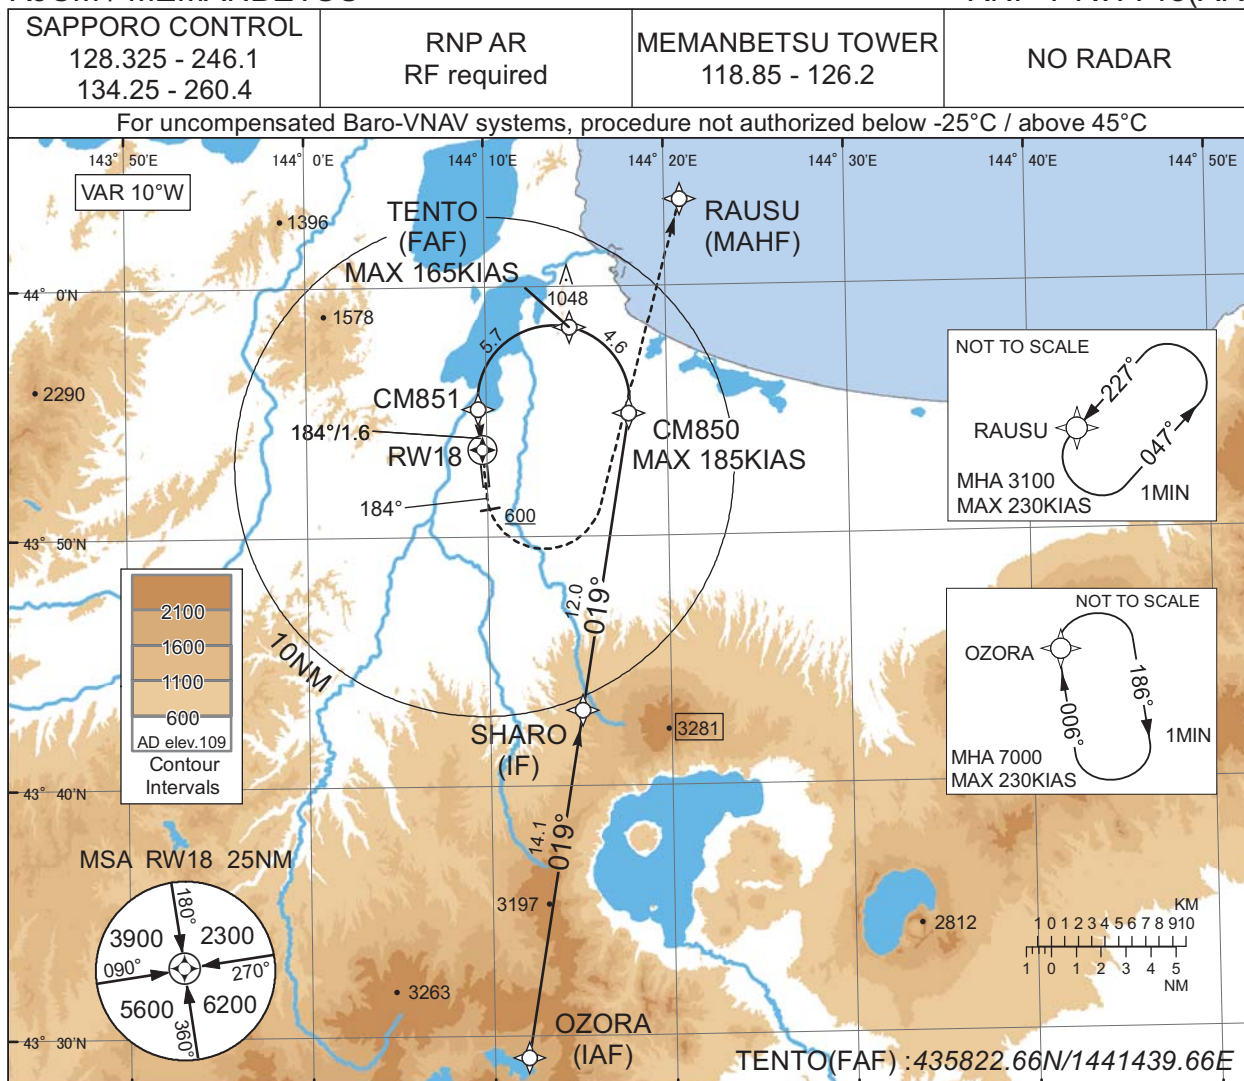 SAPPORO CONTROL
128.325 - 246.1
134.25 - 260.4
RNP AR
RF required
MEMANBETSU TOWER
118.85 - 126.2
NO RADAR
For uncompensated Baro-VNAV systems, procedure not authorized below -25°C / above 45°C
143° 50'E
144° 0'E
144° 10'E
144° 20'E
144° 30'E
144° 40'E
144° 50'E
VAR 10°W
1396
TENTO
(FAF)
MAX 165KIAS
RAUSU
(MAHF)
44° 0'N
1048
1578
5.7
4.6
2290
CM851
184°/1.6
RW18
CM850
MAX 185KIAS
184°
600
NOT TO SCALE
227°
RAUSU
047°
MHA 3100
MAX 230KIAS
1MIN
43° 50'N
2100
1600
1100
600
AD elev.109
Contour
Intervals
12.0
019°
10NM
NOT TO SCALE
OZORA
186°
006°
1MIN
MHA 7000
MAX 230KIAS
SHARO
(IF)
3281
43° 40'N
14.1
019°
MSA RW18 25NM
180°
3900
2300
090°
270°
5600
6200
360°
3197
2812
KM
1 0 1 2 3 4 5 6 7 8 9 10
1 0 1 2 3 4 5
NM
3263
OZORA
(IAF)
43° 30'N
TENTO(FAF) :435822.66N/1441439.66E